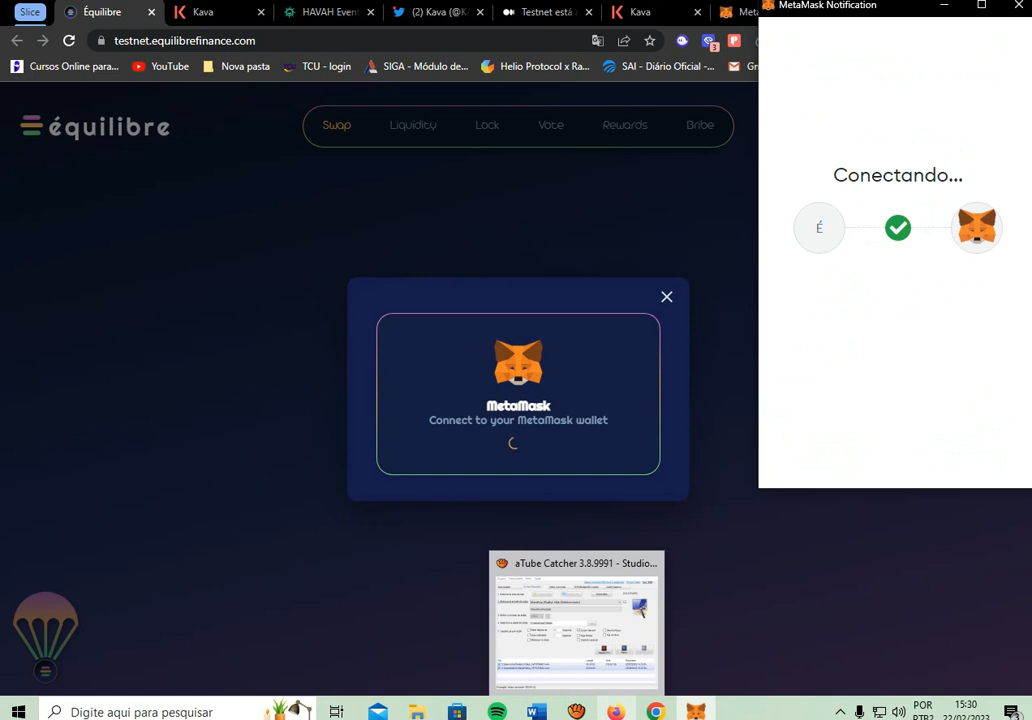 Slice
Équilibre
Kava
HAVAH Even
(2) Kava (@K
Testnet está a
Kava
Met
MetaMask Notification
testnet.equilibrefinance.com
3
Cursos Online para...
YouTube
Nova pasta
TCU - login
SIGA - Módulo de...
Helio Protocol x Ra...
SAI - Diário Oficial -...
équilibre
Swap
Liquidity
Lock
Vote
Rewards
Bribe
Conectando...
É
MetaMask
Connect to your MetaMask wallet
aTube Catcher 3.8.9991 - Studio...
Digite aqui para pesquisar
POR
PTB2
15:30
22/02/2023